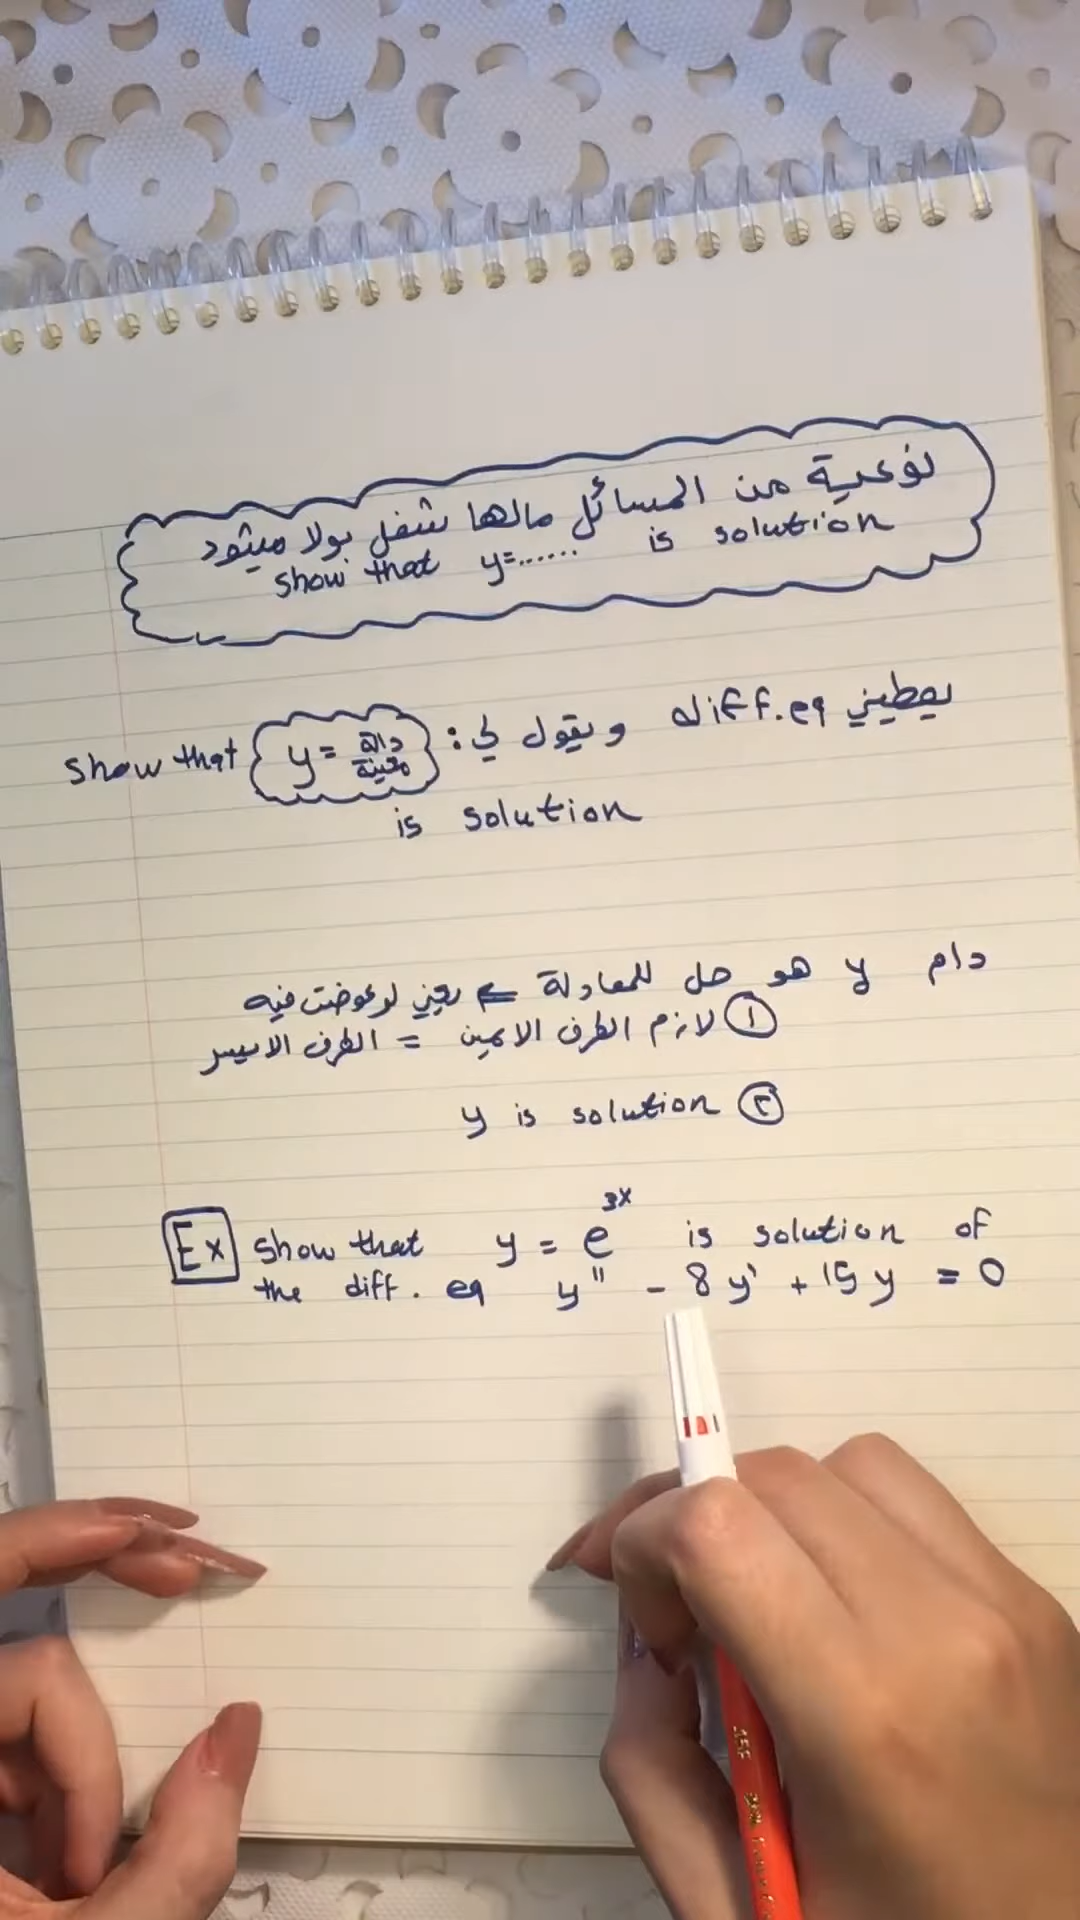 نوعية من المسائل مالها شغل بولا ميثود
show that y=...... is solution
يعطيني diff.eq ويقول لي :
show that y = دالة معينة
is solution
دام y هو حل للمعادلة ⇐ يعني لو عوضت فيه
① لازم الطرف الايمين = الطرف الايسر
② y is solution
Ex show that y = e^3x is solution of
the diff. eq y" - 8y' + 15y = 0